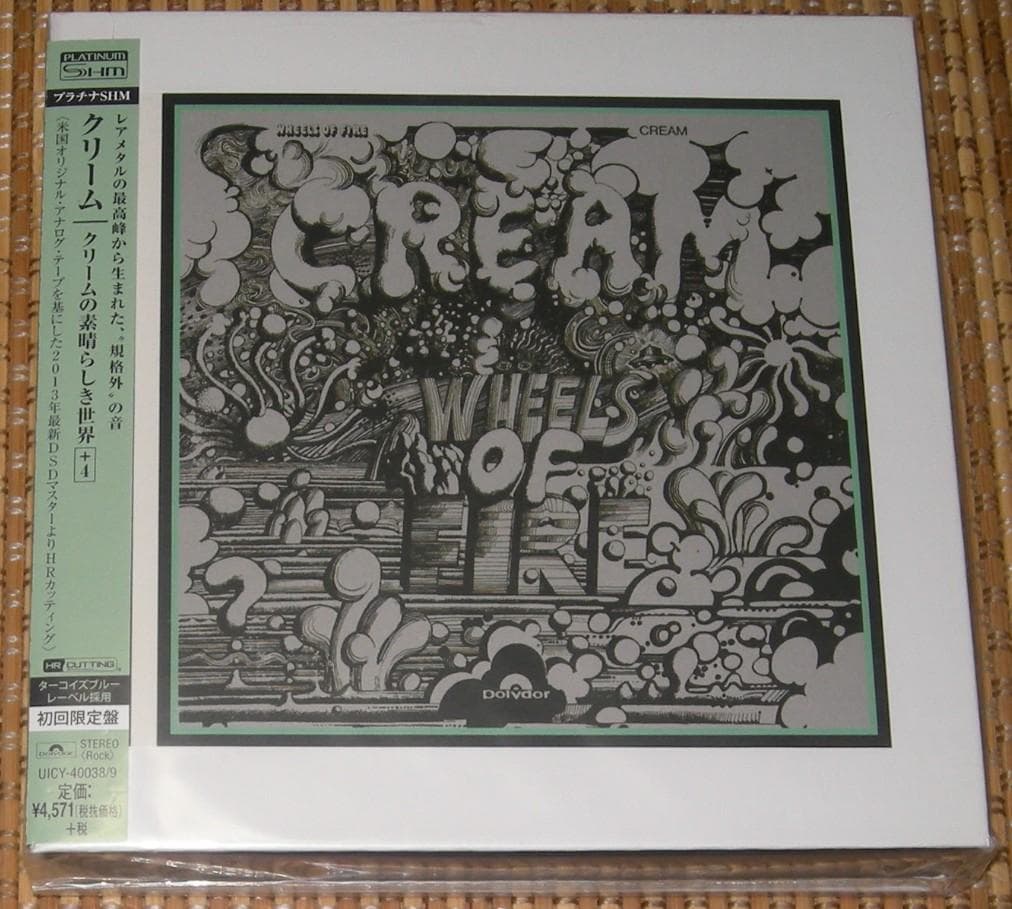 PLATINUM
SHM
プラチナSHM
レアメタルの最高峰から生まれた、“規格外”の音
クリーム
クリームの素晴らしき世界 +4
(米国オリジナル・アナログ・テープを基にした2013年最新DSDマスターよりHRカッティング)
HR CUTTING
ターコイズブルー
レーベル採用
初回限定盤
Polydor
STEREO
(Rock)
UICY-40038/9
定価:
¥4,571(税抜価格)
+税
WHEELS OF FIRE
CREAM
CREAM
WHEELS
OF
FIRE
Polydor